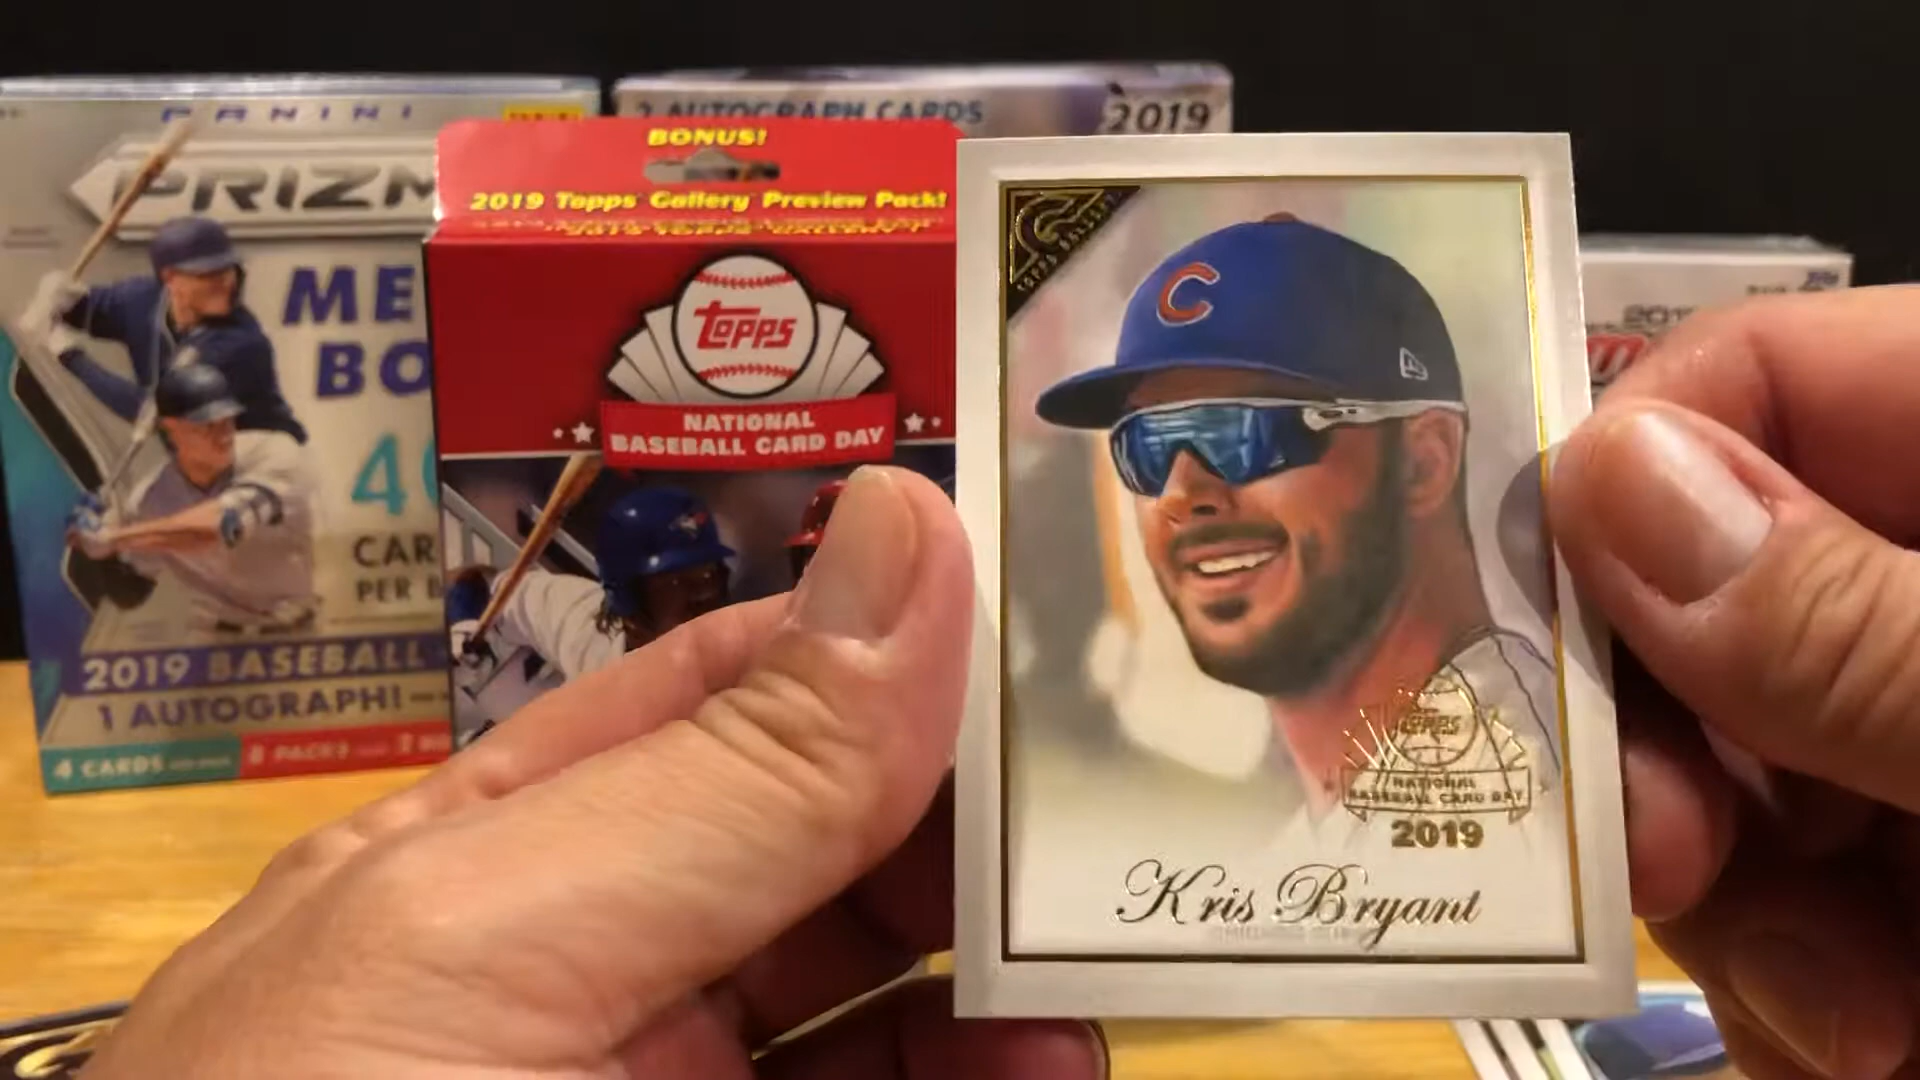 PANINI
PRIZM
ME
BO
4
CAR
PER B
2019 BASEBALL
1 AUTOGRAPH!
4 CARDS
8 PACKS
2 AUTOGRAPH CARDS
2019
BONUS!
2019 Topps Gallery Preview Pack!
TOPPS
NATIONAL
BASEBALL CARD DAY
TOPPS GALLERY
C
TOPPS
NATIONAL
BASEBALL CARD DAY
2019
Kris Bryant